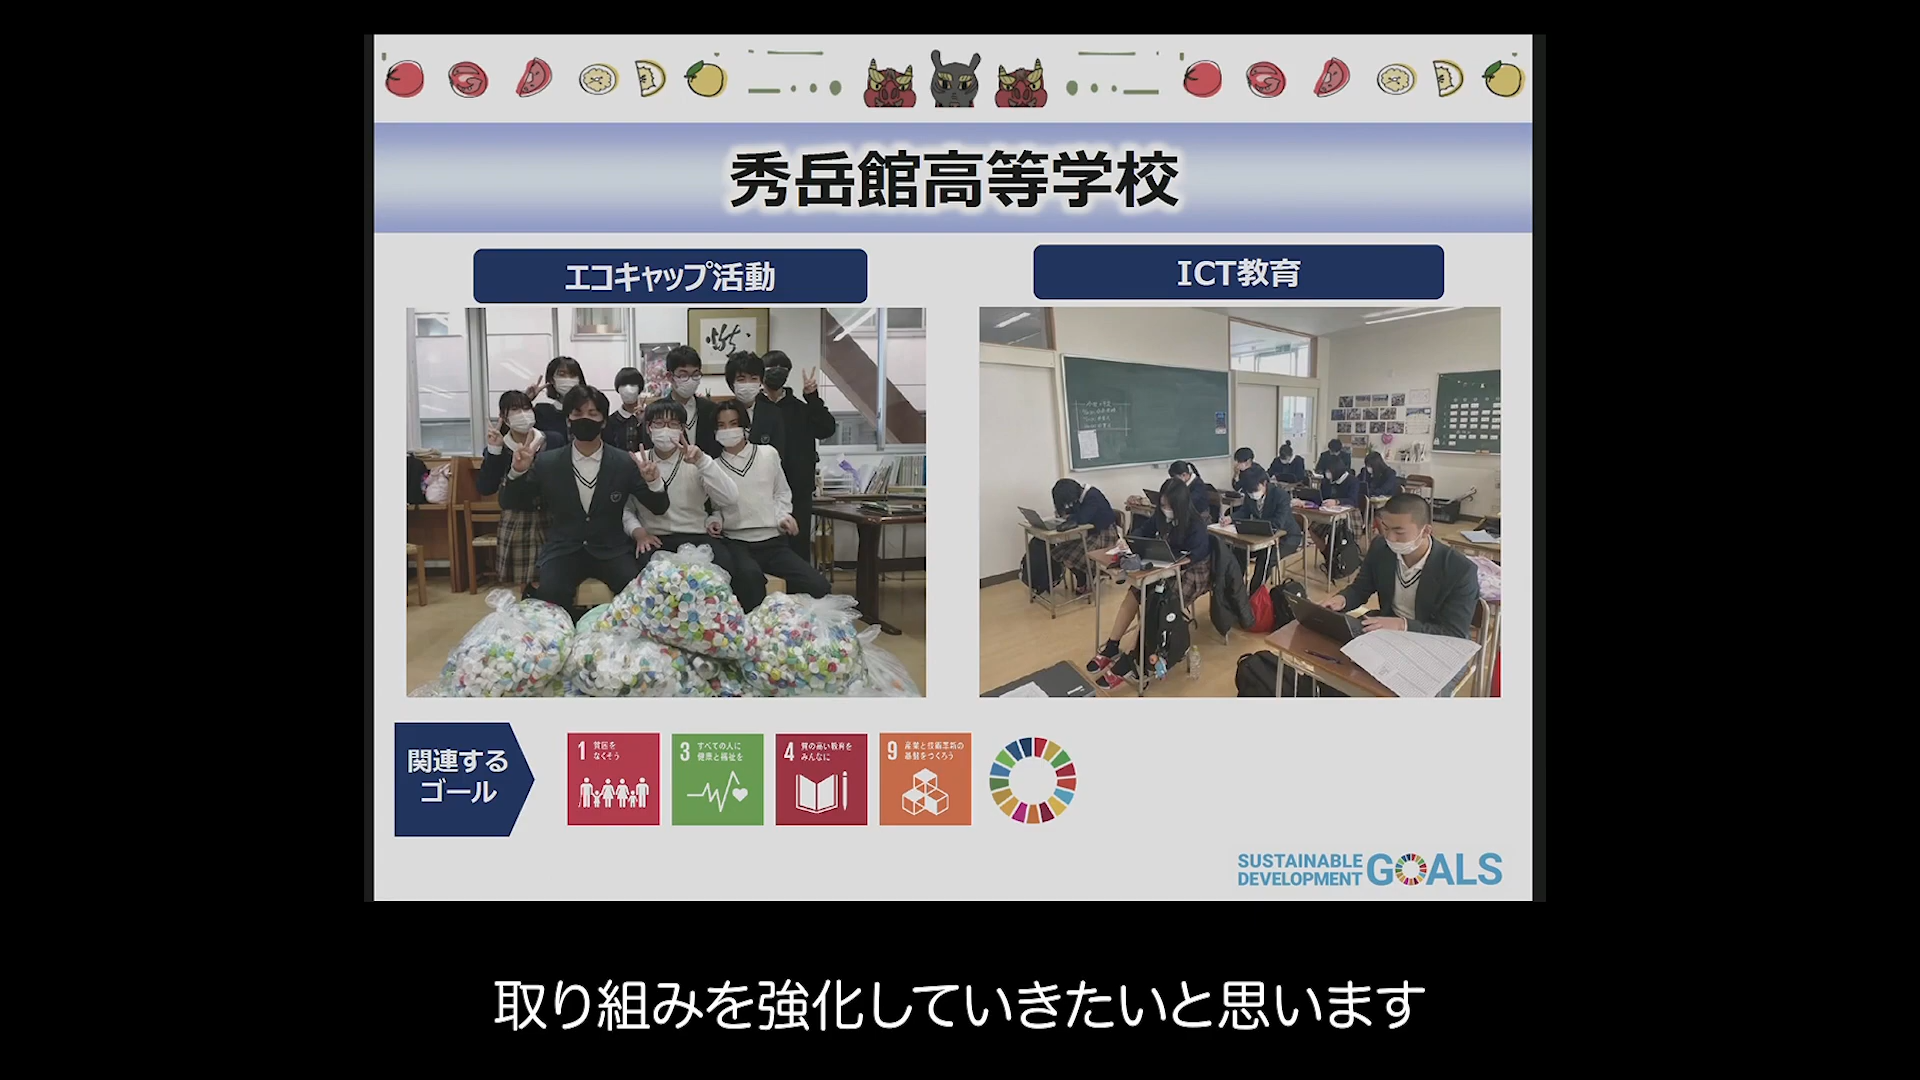 秀岳館高等学校
エコキャップ活動
ICT教育
関連する
ゴール
1 貧困を
なくそう
3 すべての人に
健康と福祉を
4 質の高い教育を
みんなに
9 産業と技術革新の
基盤をつくろう
SUSTAINABLE
DEVELOPMENT
GOALS
取り組みを強化していきたいと思います